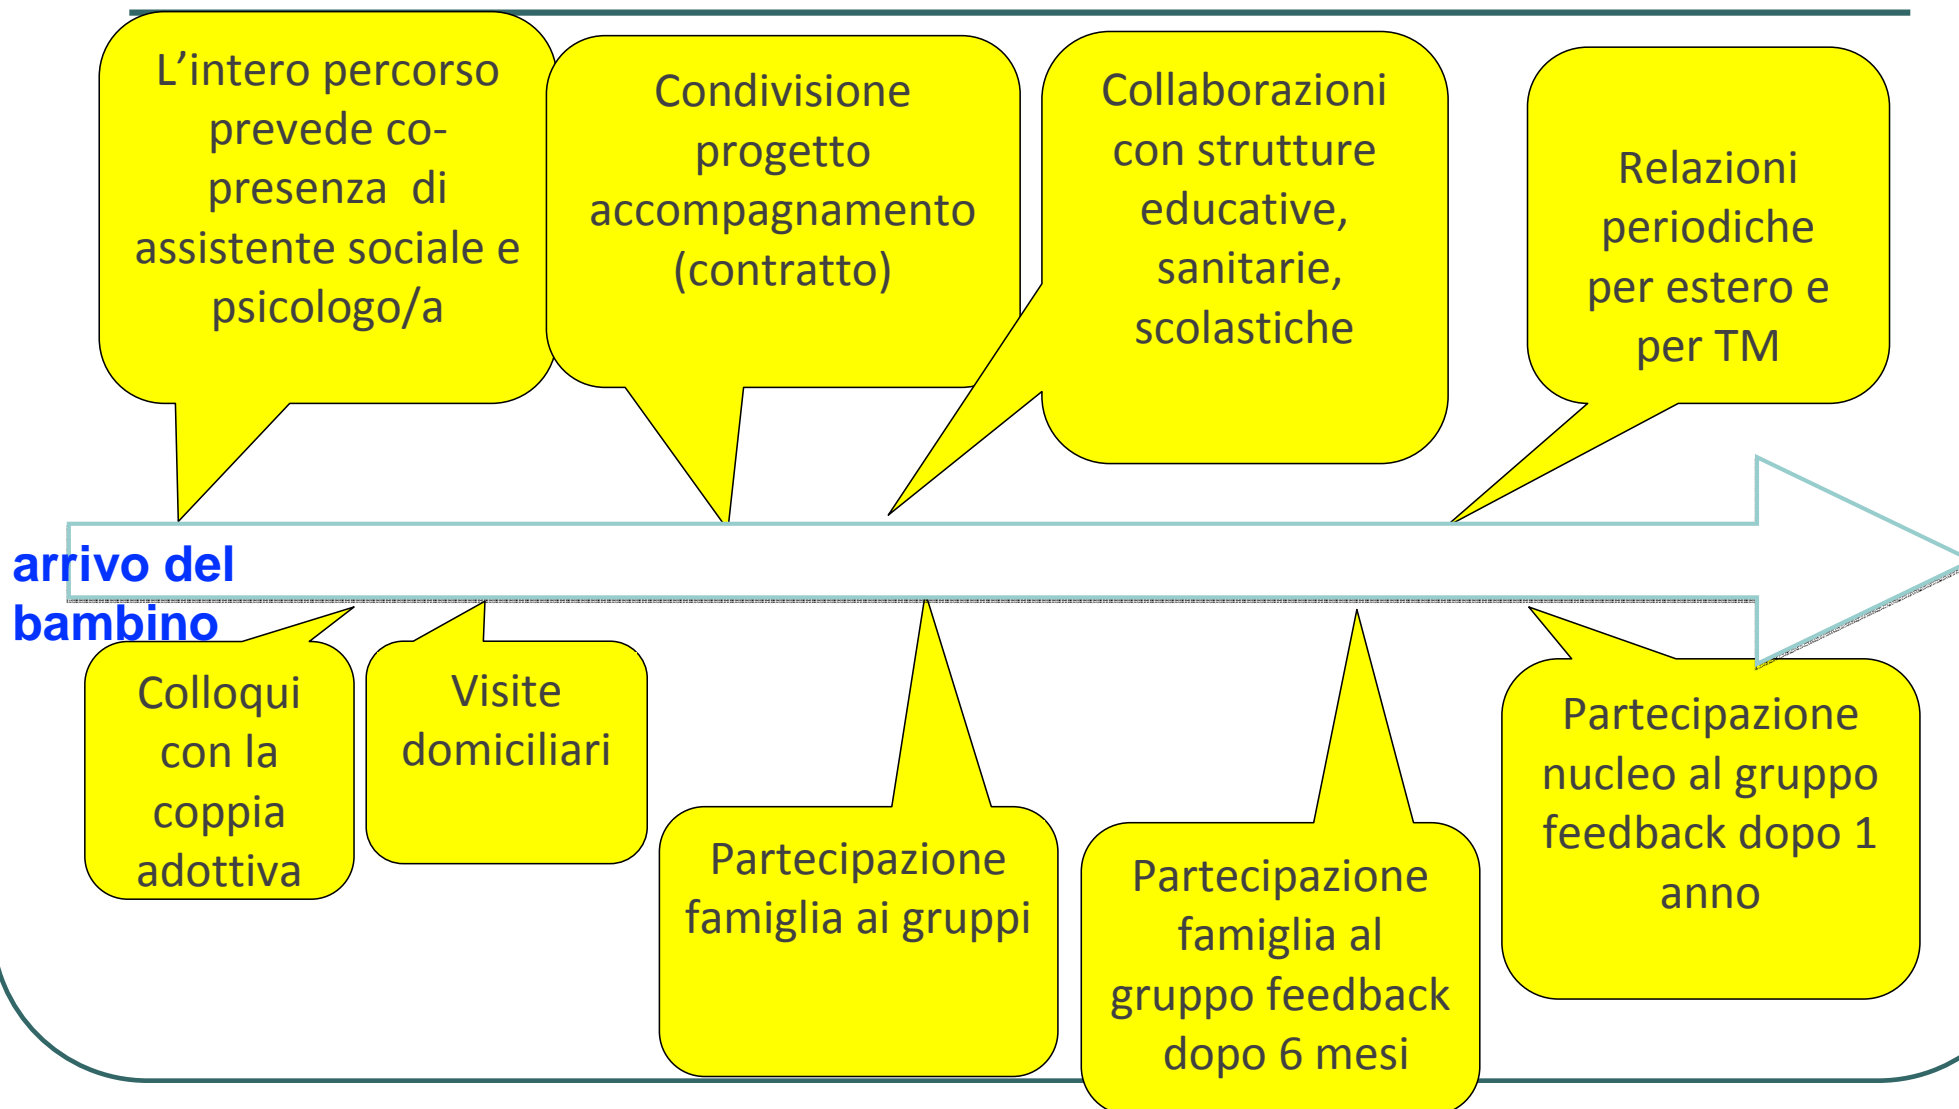 L’intero percorso
prevede co-
presenza di
assistente sociale e
psicologo/a
Condivisione
progetto
accompagnamento
(contratto)
Collaborazioni
con strutture
educative,
sanitarie,
scolastiche
Relazioni
periodiche
per estero e
per TM
arrivo del
bambino
Colloqui
con la
coppia
adottiva
Visite
domiciliari
Partecipazione
famiglia ai gruppi
Partecipazione
famiglia al
gruppo feedback
dopo 6 mesi
Partecipazione
nucleo al gruppo
feedback dopo 1
anno